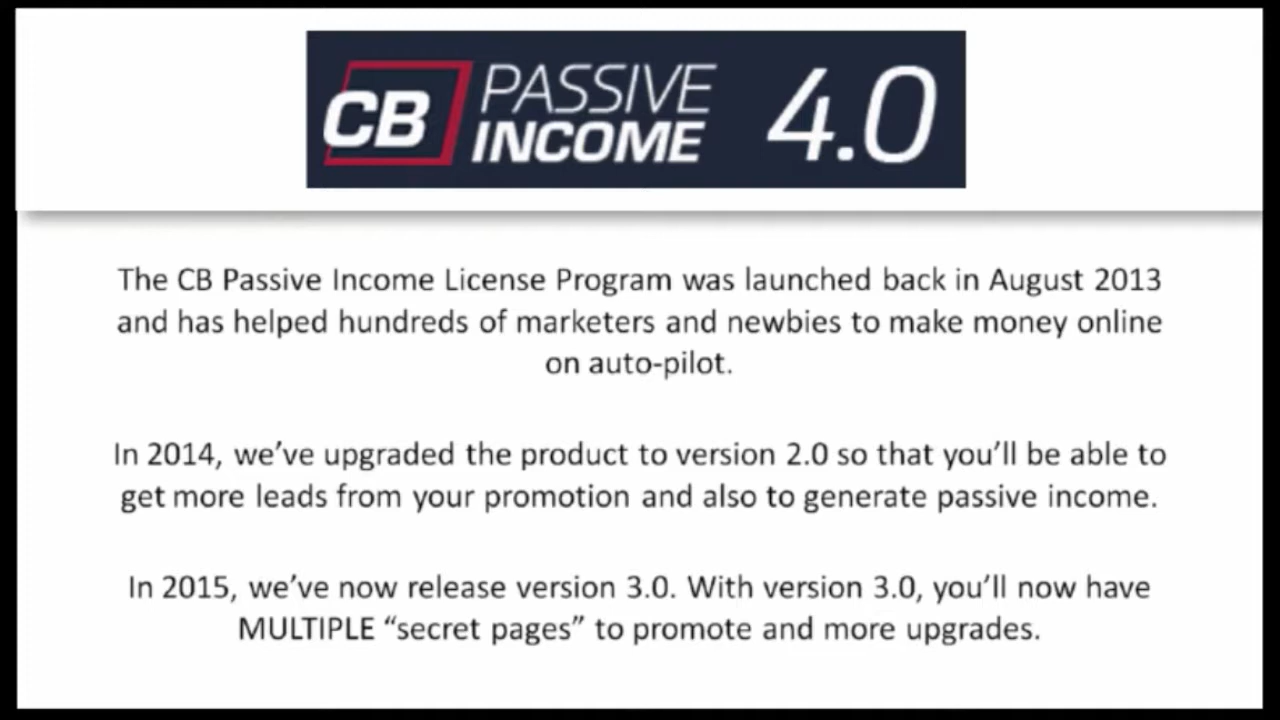 CB PASSIVE INCOME 4.0
The CB Passive Income License Program was launched back in August 2013
and has helped hundreds of marketers and newbies to make money online
on auto-pilot.
In 2014, we’ve upgraded the product to version 2.0 so that you’ll be able to
get more leads from your promotion and also to generate passive income.
In 2015, we’ve now release version 3.0. With version 3.0, you’ll now have
MULTIPLE “secret pages” to promote and more upgrades.